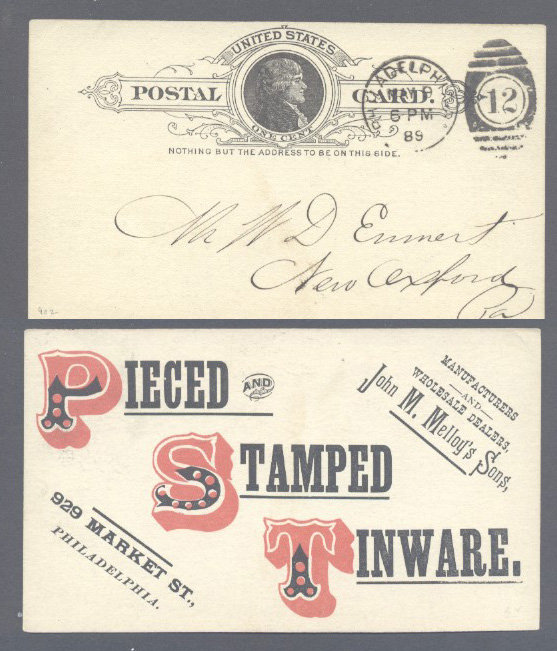 UNITED STATES
POSTAL CARD.
ONE CENT
NOTHING BUT THE ADDRESS TO BE ON THIS SIDE.
PHILADELPHIA
6 PM
89
12
Mr W D Emmert
New Oxford
Pa
902
PIECED AND
STAMPED
TINWARE.
MANUFACTURERS
AND
WHOLESALE DEALERS,
John M. Melloy's Sons,
929 MARKET ST.,
PHILADELPHIA.